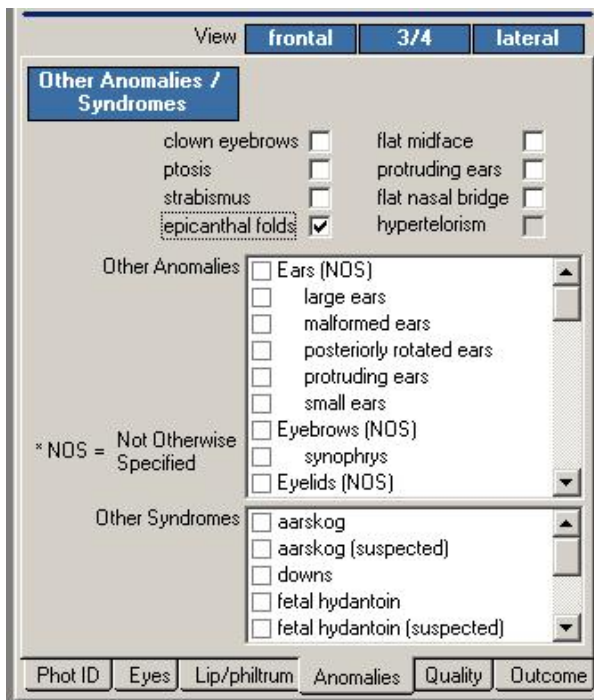 View frontal 3/4 lateral
Other Anomalies /
Syndromes
clown eyebrows flat midface
ptosis protruding ears
strabismus flat nasal bridge
epicanthal folds hypertelorism
Other Anomalies Ears (NOS)
large ears
malformed ears
posteriorly rotated ears
protruding ears
small ears
* NOS = Not Otherwise
Specified
Eyebrows (NOS)
synophrys
Eyelids (NOS)
Other Syndromes aarskog
aarskog (suspected)
downs
fetal hydantoin
fetal hydantoin (suspected)
Phot ID Eyes Lip/philtrum Anomalies Quality Outcome